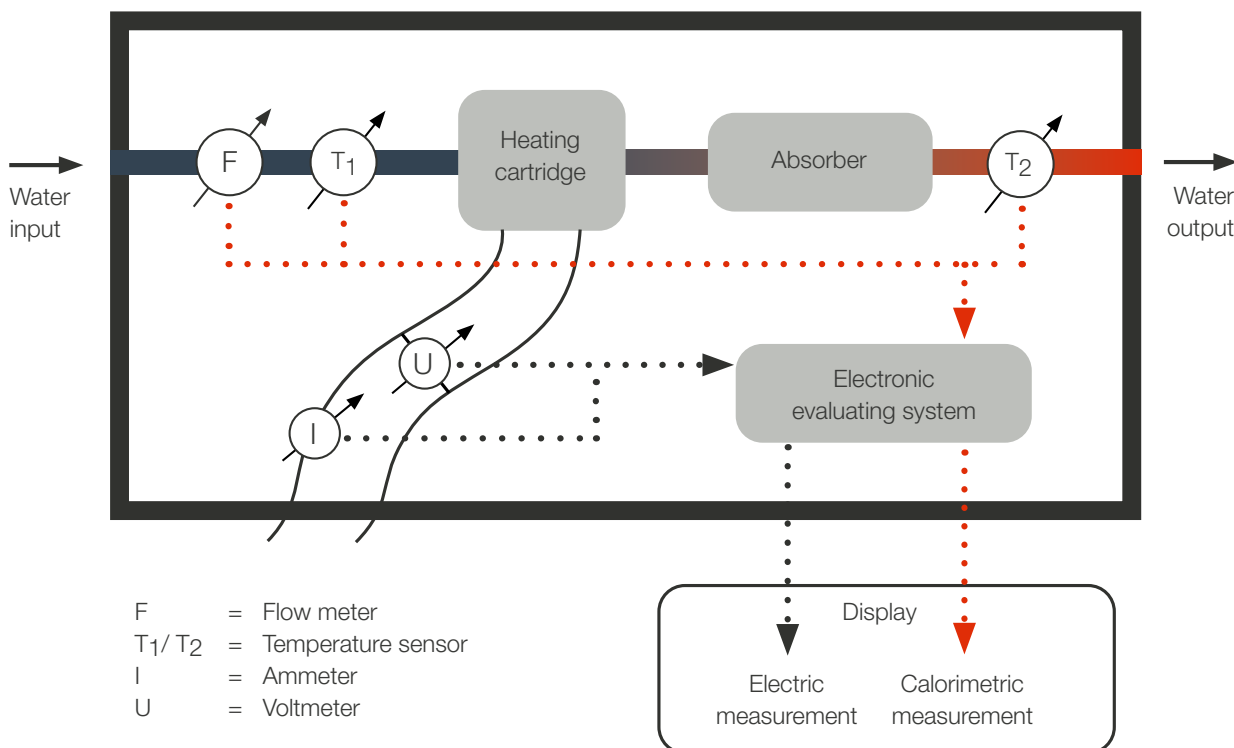 F
T1
Heating
cartridge
Absorber
T2
Water
input
Water
output
U
I
Electronic
evaluating system
F = Flow meter
T1/ T2 = Temperature sensor
I = Ammeter
U = Voltmeter
Display
Electric
measurement
Calorimetric
measurement